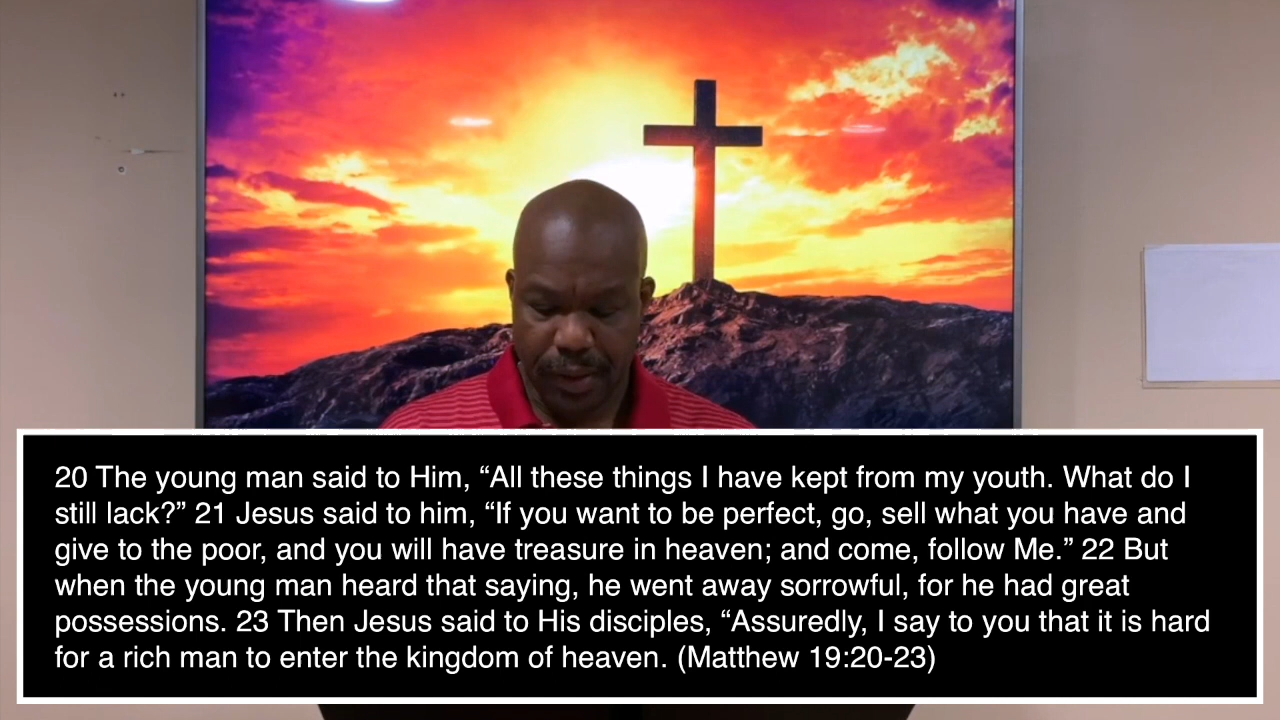 20 The young man said to Him, “All these things I have kept from my youth. What do I
still lack?” 21 Jesus said to him, “If you want to be perfect, go, sell what you have and
give to the poor, and you will have treasure in heaven; and come, follow Me.” 22 But
when the young man heard that saying, he went away sorrowful, for he had great
possessions. 23 Then Jesus said to His disciples, “Assuredly, I say to you that it is hard
for a rich man to enter the kingdom of heaven. (Matthew 19:20-23)